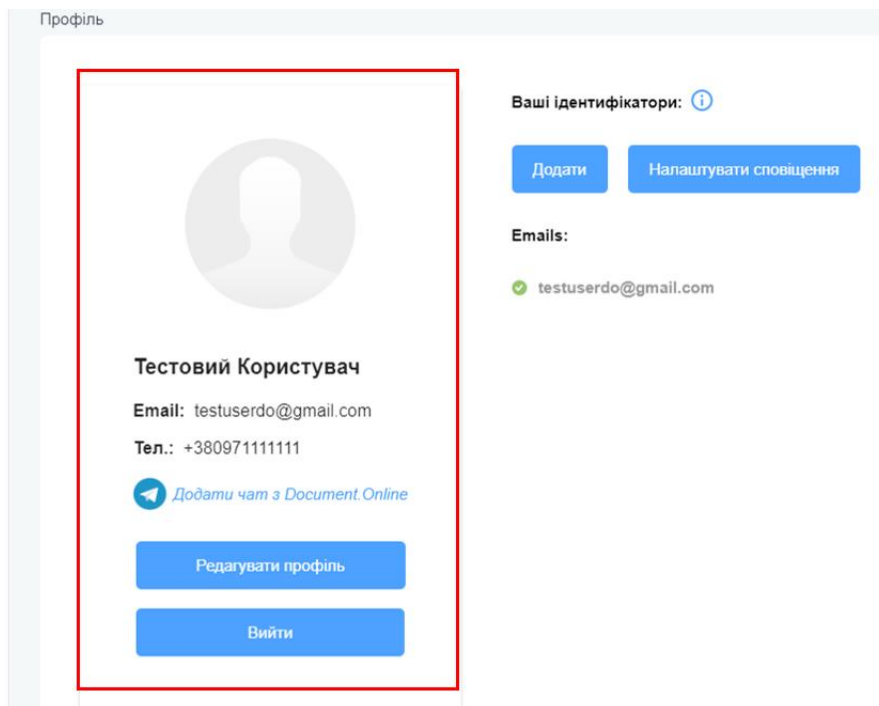 Профіль
Тестовий Користувач
Email: testuserdo@gmail.com
Тел.: +380971111111
Додати чат з Document.Online
Редагувати профіль
Вийти
Ваші ідентифікатори:
Додати
Налаштувати сповіщення
Emails:
testuserdo@gmail.com